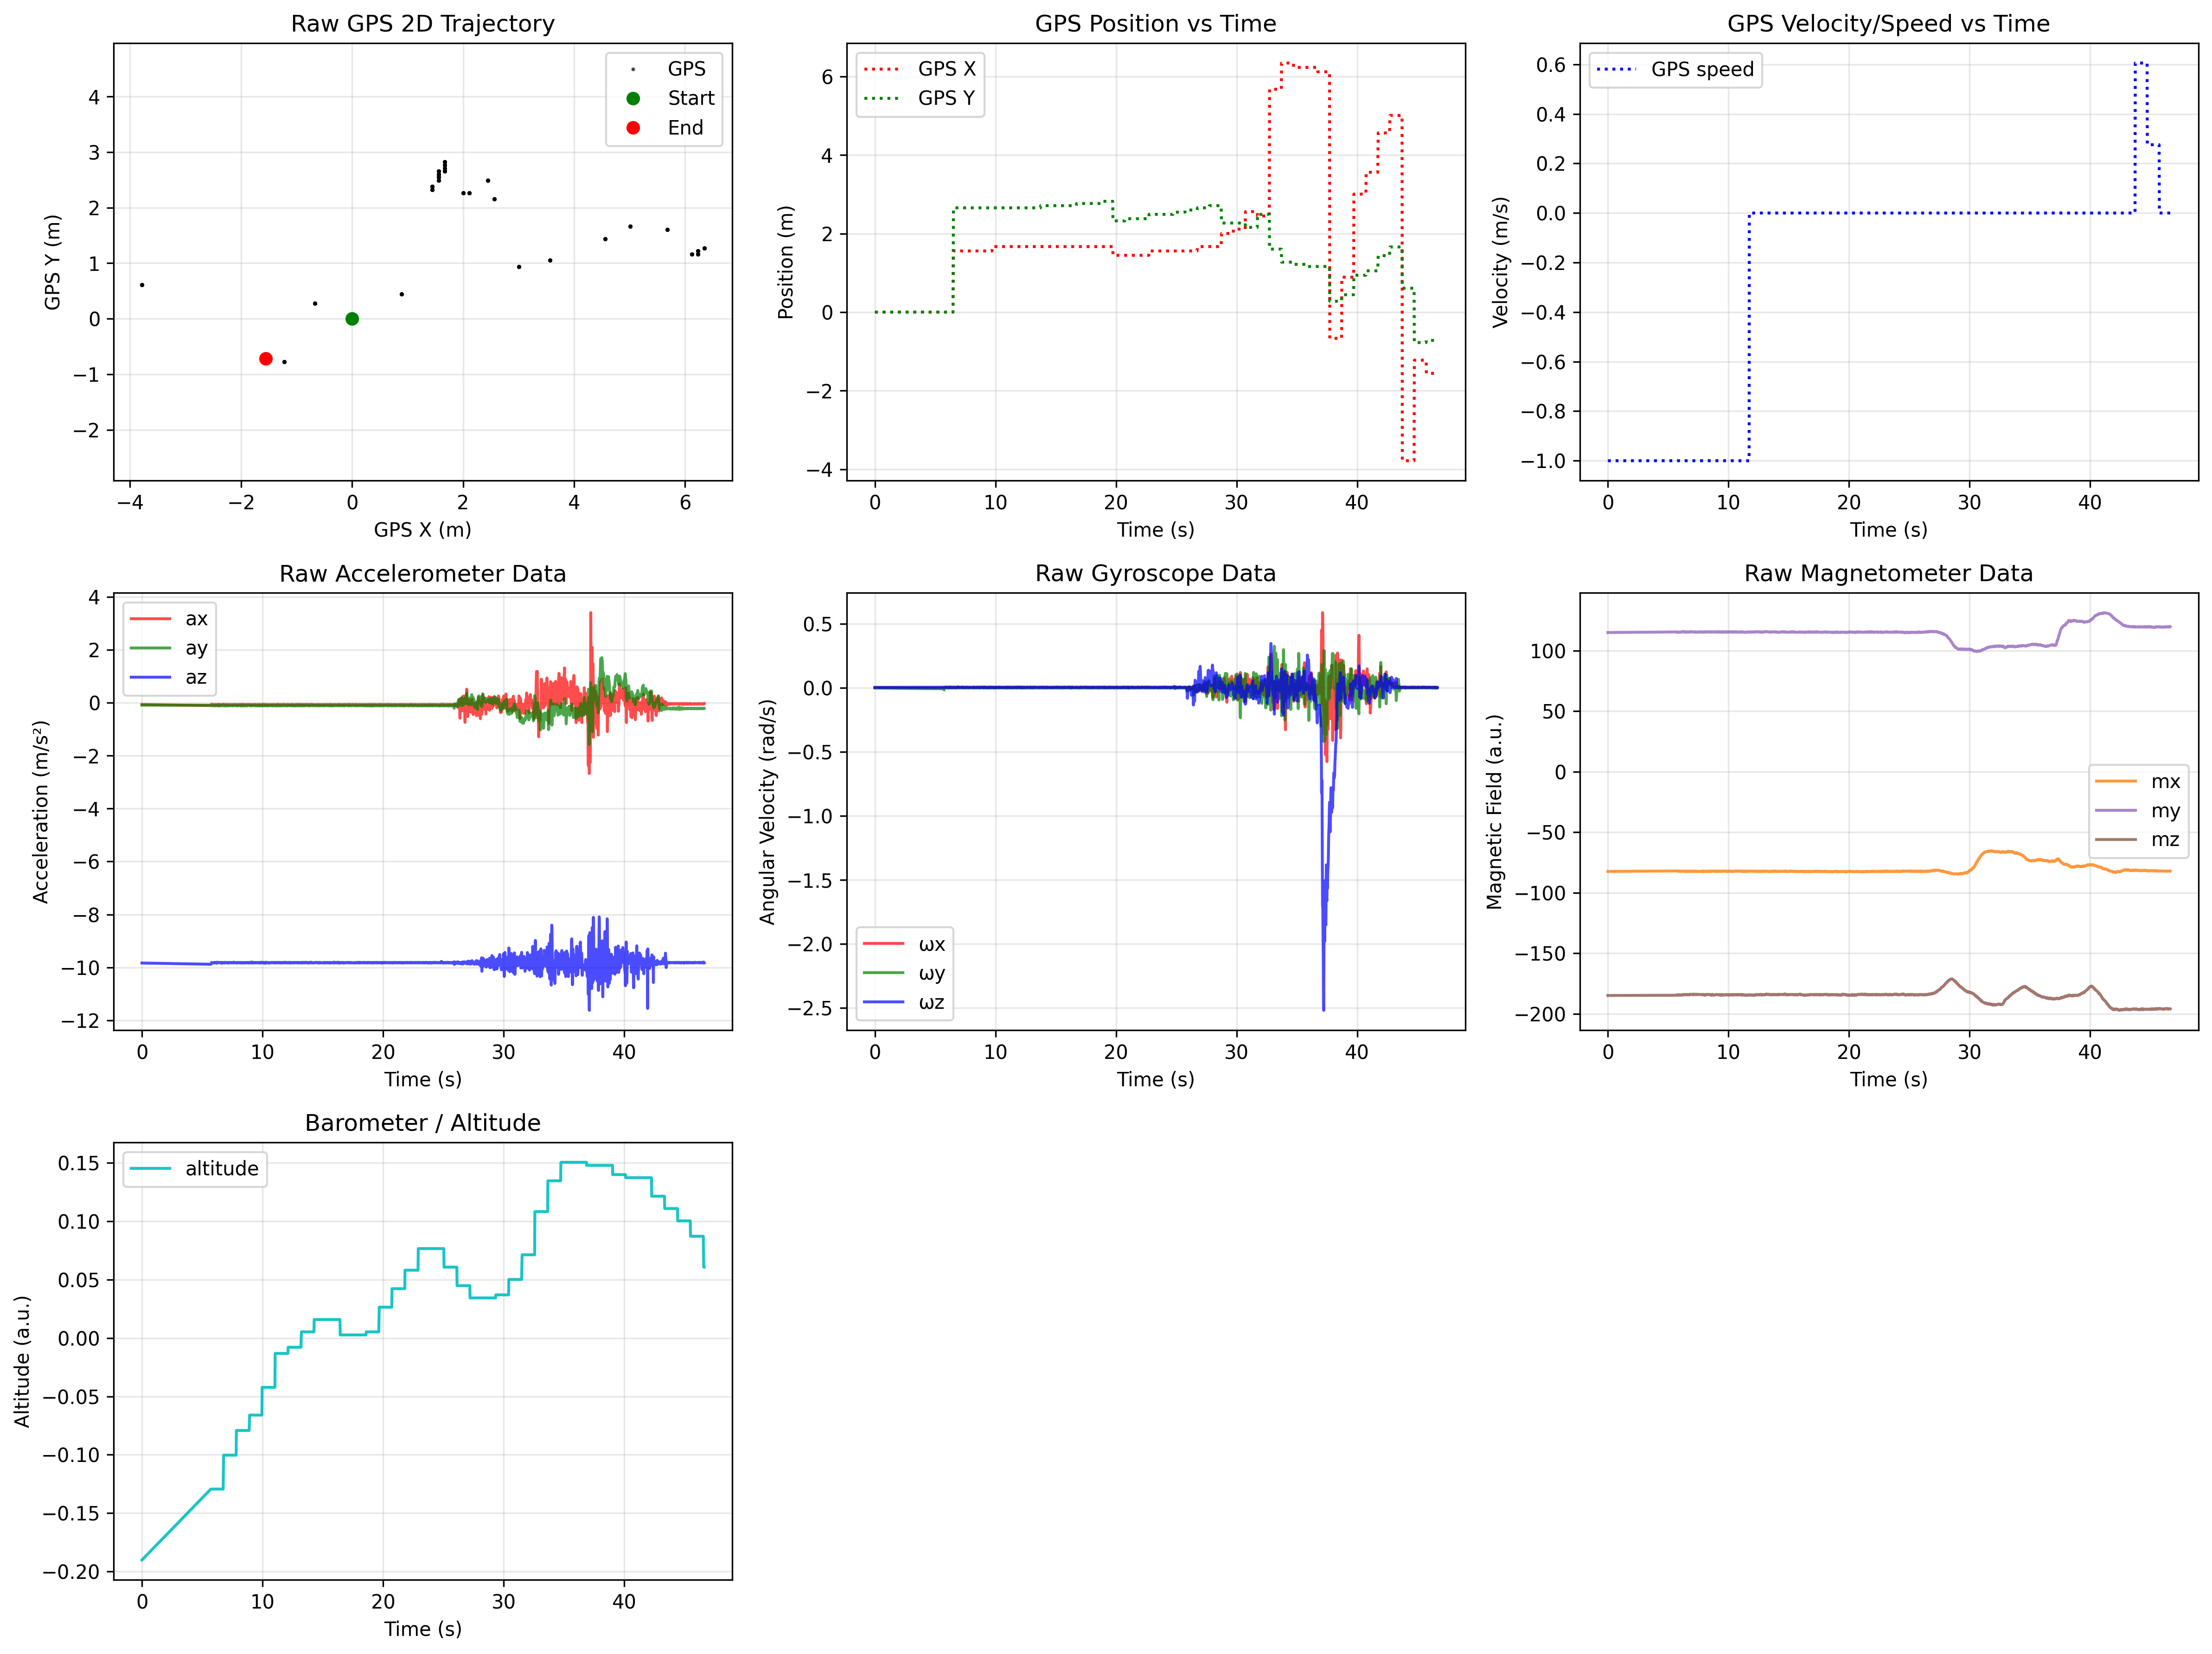 Raw GPS 2D Trajectory
GPS Y (m)
4
3
2
1
0
−1
−2
−4
−2
0
2
4
6
GPS X (m)
GPS
Start
End
GPS Position vs Time
Position (m)
6
4
2
0
−2
−4
0
10
20
30
40
Time (s)
GPS X
GPS Y
GPS Velocity/Speed vs Time
Velocity (m/s)
0.6
0.4
0.2
0.0
−0.2
−0.4
−0.6
−0.8
−1.0
0
10
20
30
40
Time (s)
GPS speed
Raw Accelerometer Data
Acceleration (m/s²)
4
2
0
−2
−4
−6
−8
−10
−12
0
10
20
30
40
Time (s)
ax
ay
az
Raw Gyroscope Data
Angular Velocity (rad/s)
0.5
0.0
−0.5
−1.0
−1.5
−2.0
−2.5
0
10
20
30
40
Time (s)
ωx
ωy
ωz
Raw Magnetometer Data
Magnetic Field (a.u.)
100
50
0
−50
−100
−150
−200
0
10
20
30
40
Time (s)
mx
my
mz
Barometer / Altitude
Altitude (a.u.)
0.15
0.10
0.05
0.00
−0.05
−0.10
−0.15
−0.20
0
10
20
30
40
Time (s)
altitude